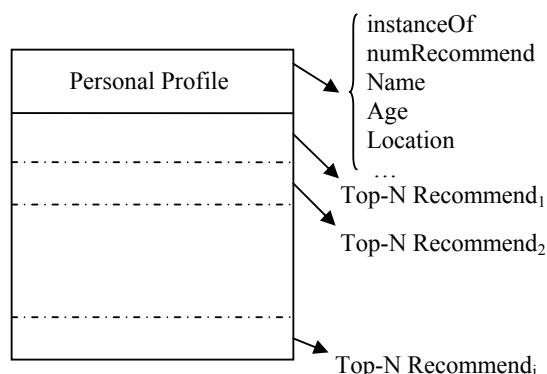 instanceOf
numRecommend
Personal Profile
Name
Age
Location
…
Top-N Recommend₁
Top-N Recommend₂
Top-N Recommendᵢ